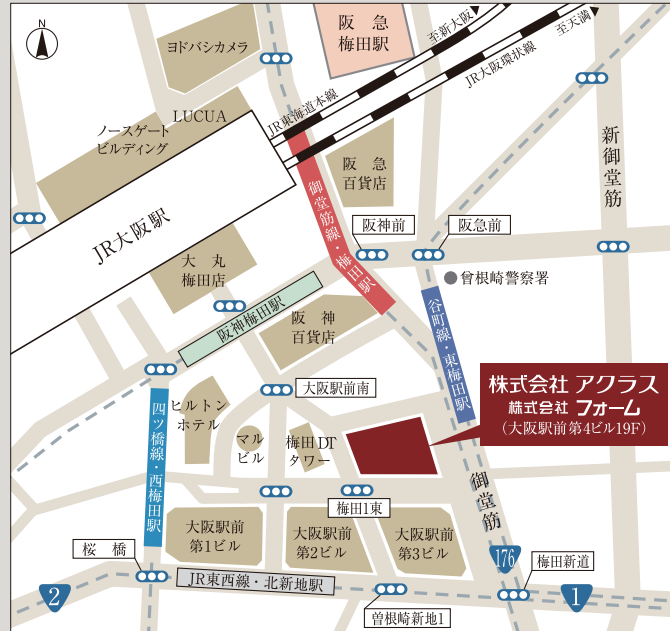 N
ヨドバシカメラ
阪急
梅田駅
至新大阪
至天満
JR東海道本線
JR大阪環状線
LUCUA
ノースゲート
ビルディング
新御堂筋
阪急
百貨店
JR大阪駅
御堂筋線・梅田駅
阪神前
阪急前
大丸
梅田店
曾根崎警察署
阪神梅田駅
阪神
百貨店
谷町線・東梅田駅
株式会社 アクラス
株式会社 フォーム
(大阪駅前第4ビル19F)
大阪駅前南
ヒルトン
ホテル
マル
ビル
梅田DT
タワー
四ツ橋線・西梅田駅
梅田1東
御堂筋
大阪駅前
第1ビル
大阪駅前
第2ビル
大阪駅前
第3ビル
桜橋
176
梅田新道
JR東西線・北新地駅
2
1
曽根崎新地1